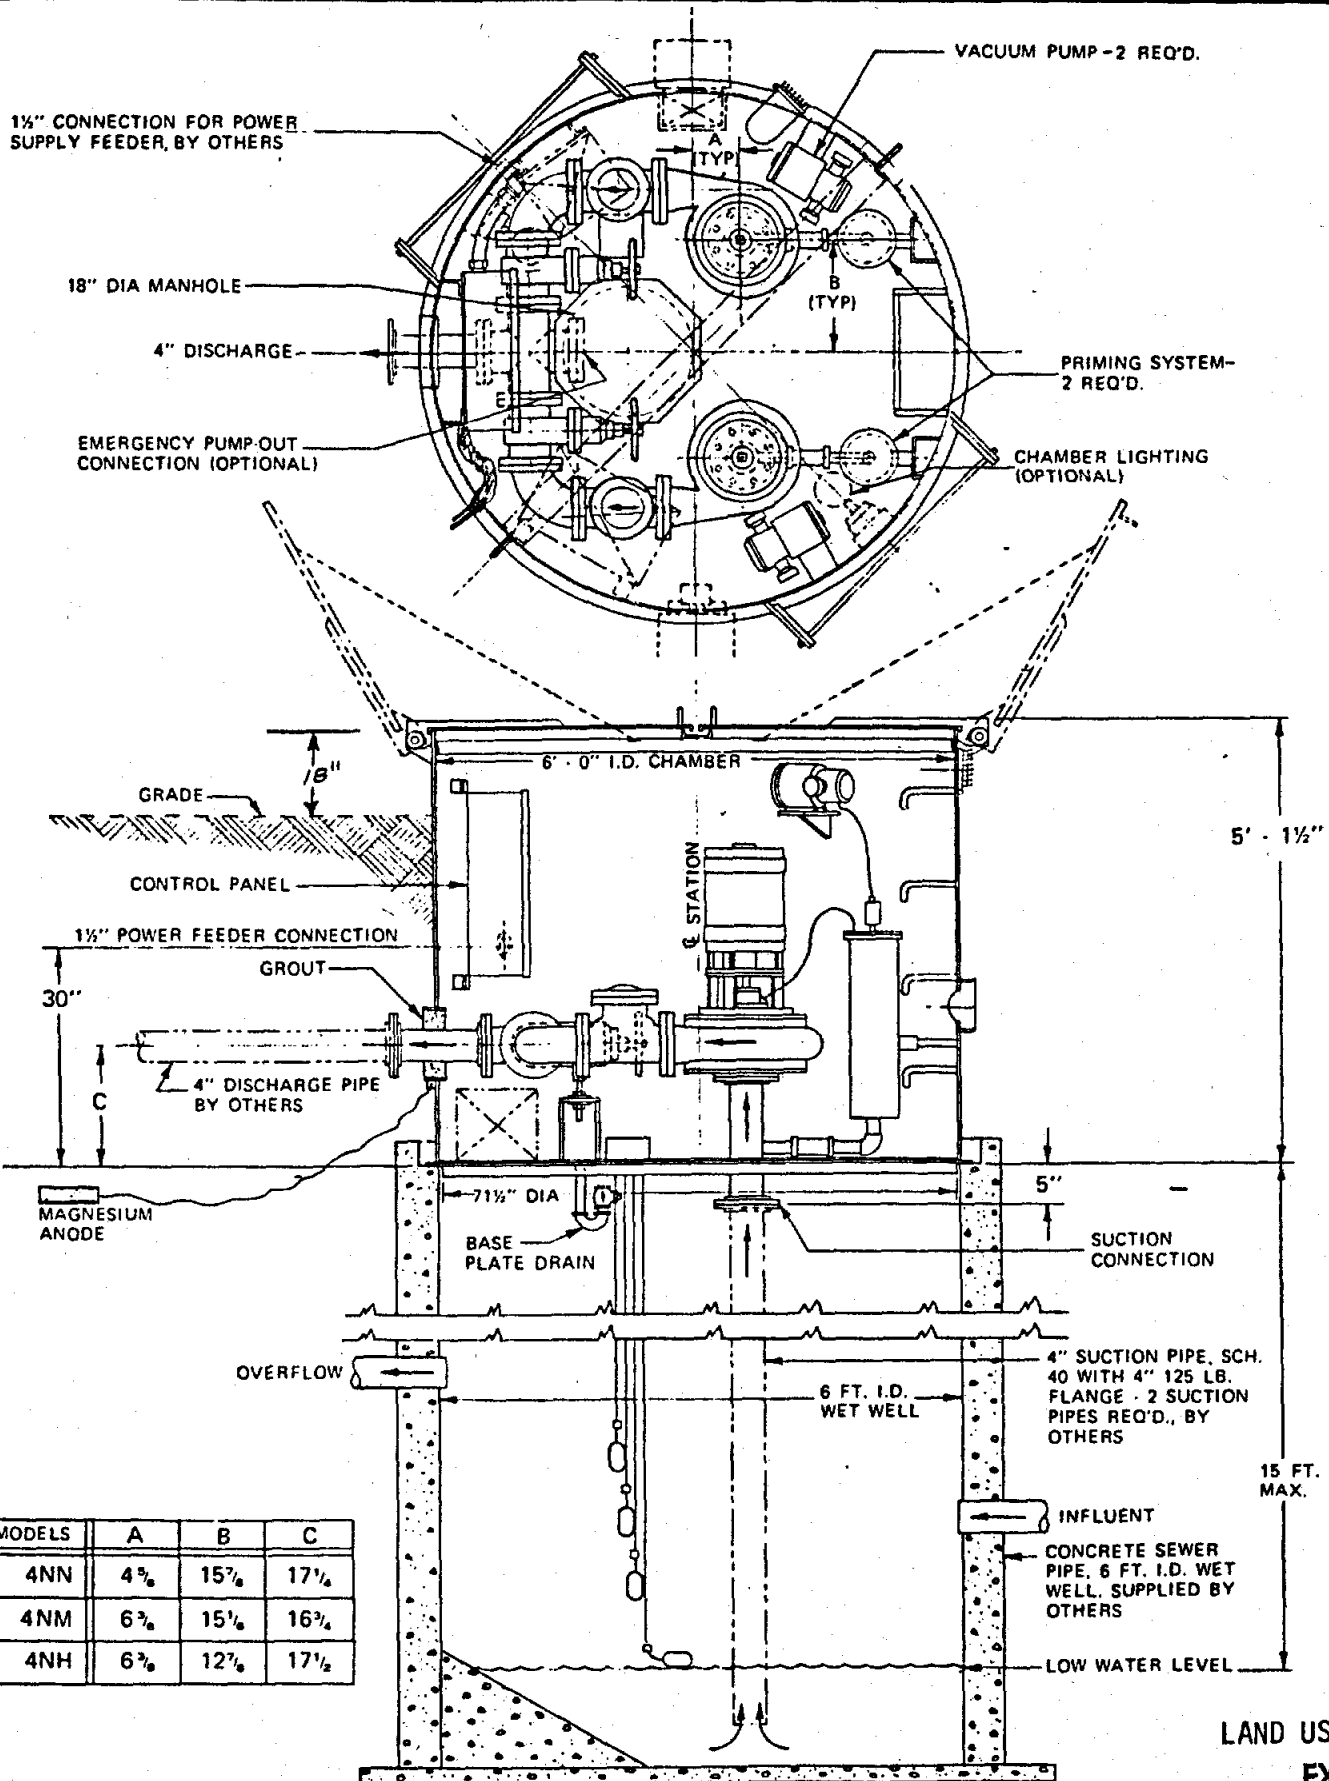 VACUUM PUMP - 2 REQ'D.
1½" CONNECTION FOR POWER
SUPPLY FEEDER, BY OTHERS
A
(TYP)
18" DIA MANHOLE
B
(TYP)
4" DISCHARGE
PRIMING SYSTEM-
2 REQ'D.
E
EMERGENCY PUMP-OUT
CONNECTION (OPTIONAL)
CHAMBER LIGHTING
(OPTIONAL)
18"
6' - 0" I.D. CHAMBER
GRADE
5' - 1½"
CONTROL PANEL
℄ STATION
1½" POWER FEEDER CONNECTION
GROUT
30"
4" DISCHARGE PIPE
BY OTHERS
C
71½" DIA
5"
MAGNESIUM
ANODE
BASE
PLATE DRAIN
SUCTION
CONNECTION
OVERFLOW
6 FT. I.D.
WET WELL
4" SUCTION PIPE, SCH.
40 WITH 4" 125 LB.
FLANGE - 2 SUCTION
PIPES REQ'D., BY
OTHERS
15 FT.
MAX.
INFLUENT
CONCRETE SEWER
PIPE, 6 FT. I.D. WET
WELL. SUPPLIED BY
OTHERS
LOW WATER LEVEL
MODELS A B C
4NN 4⅝ 15⅞ 17¼
4NM 6⅜ 15⅛ 16¾
4NH 6⅜ 12⅞ 17½
LAND US
EX